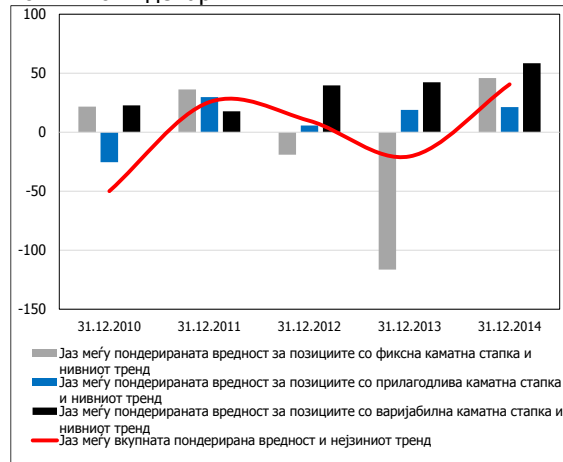 100
50
0
-50
-100
-150
31.12.2010 31.12.2011 31.12.2012 31.12.2013 31.12.2014
Јаз меѓу пондерираната вредност за позициите со фиксна каматна стапка и
нивниот тренд
Јаз меѓу пондерираната вредност за позициите со прилагодлива каматна стапка
и нивниот тренд
Јаз меѓу пондерираната вредност за позициите со варијабилна каматна стапка и
нивниот тренд
Јаз меѓу вкупната пондерирана вредност и нејзиниот тренд